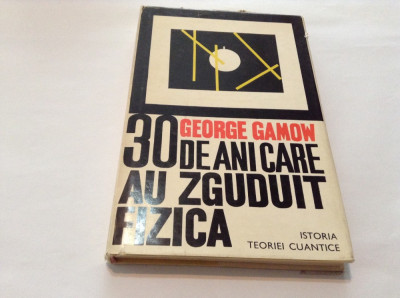 GEORGE GAMOW
30 DE ANI CARE
AU ZGUDUIT
FIZICA
ISTORIA
TEORIEI CUANTICE